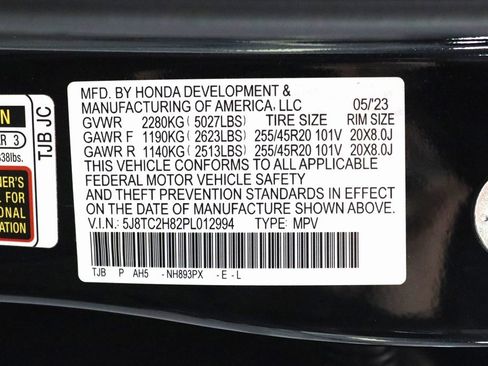 MFD. BY HONDA DEVELOPMENT &
MANUFACTURING OF AMERICA, LLC 05/'23
GVWR 2280KG(5027LBS) TIRE SIZE RIM SIZE
GAWR F 1190KG(2623LBS) 255/45R20 101V 20X8.0J
GAWR R 1140KG(2513LBS) 255/45R20 101V 20X8.0J
THIS VEHICLE CONFORMS TO ALL APPLICABLE
FEDERAL MOTOR VEHICLE SAFETY
AND THEFT PREVENTION STANDARDS IN EFFECT
ON THE DATE OF MANUFACTURE SHOWN ABOVE.
V.I.N.: 5J8TC2H82PL012994 TYPE: MPV
TJB P AH5 -NH893PX -E-L
TJB JC
3
38lbs.
FOR